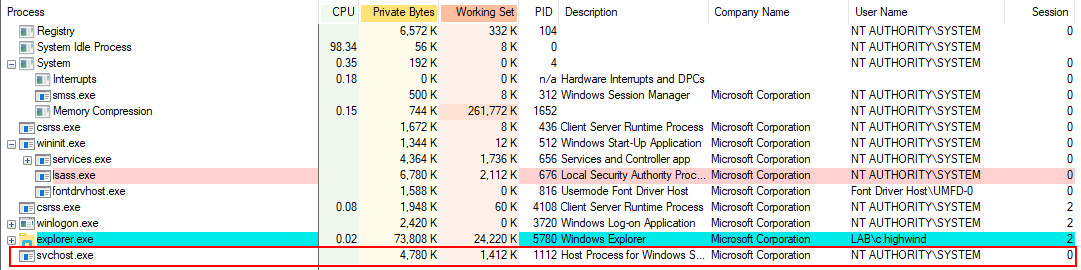 Process CPU Private Bytes Working Set PID Description Company Name User Name Session
Registry 6,572 K 332 K 104 NT AUTHORITY\SYSTEM 0
System Idle Process 98.34 56 K 8 K 0 NT AUTHORITY\SYSTEM 0
System 0.35 192 K 0 K 4 NT AUTHORITY\SYSTEM 0
Interrupts 0.18 0 K 0 K n/a Hardware Interrupts and DPCs
smss.exe 500 K 8 K 312 Windows Session Manager Microsoft Corporation NT AUTHORITY\SYSTEM 0
Memory Compression 0.15 744 K 261,772 K 1652 NT AUTHORITY\SYSTEM 0
csrss.exe 1,672 K 8 K 436 Client Server Runtime Process Microsoft Corporation NT AUTHORITY\SYSTEM 0
wininit.exe 1,344 K 12 K 512 Windows Start-Up Application Microsoft Corporation NT AUTHORITY\SYSTEM 0
services.exe 4,364 K 1,736 K 656 Services and Controller app Microsoft Corporation NT AUTHORITY\SYSTEM 0
lsass.exe 6,780 K 2,112 K 676 Local Security Authority Proc... Microsoft Corporation NT AUTHORITY\SYSTEM 0
fontdrvhost.exe 1,588 K 0 K 816 Usermode Font Driver Host Microsoft Corporation Font Driver Host\UMFD-0 0
csrss.exe 0.08 1,948 K 60 K 4108 Client Server Runtime Process Microsoft Corporation NT AUTHORITY\SYSTEM 2
winlogon.exe 2,420 K 0 K 3720 Windows Log-on Application Microsoft Corporation NT AUTHORITY\SYSTEM 2
explorer.exe 0.02 73,808 K 24,220 K 5780 Windows Explorer Microsoft Corporation LAB\c.highwind 2
svchost.exe 4,780 K 1,412 K 1112 Host Process for Windows S... Microsoft Corporation NT AUTHORITY\SYSTEM 0